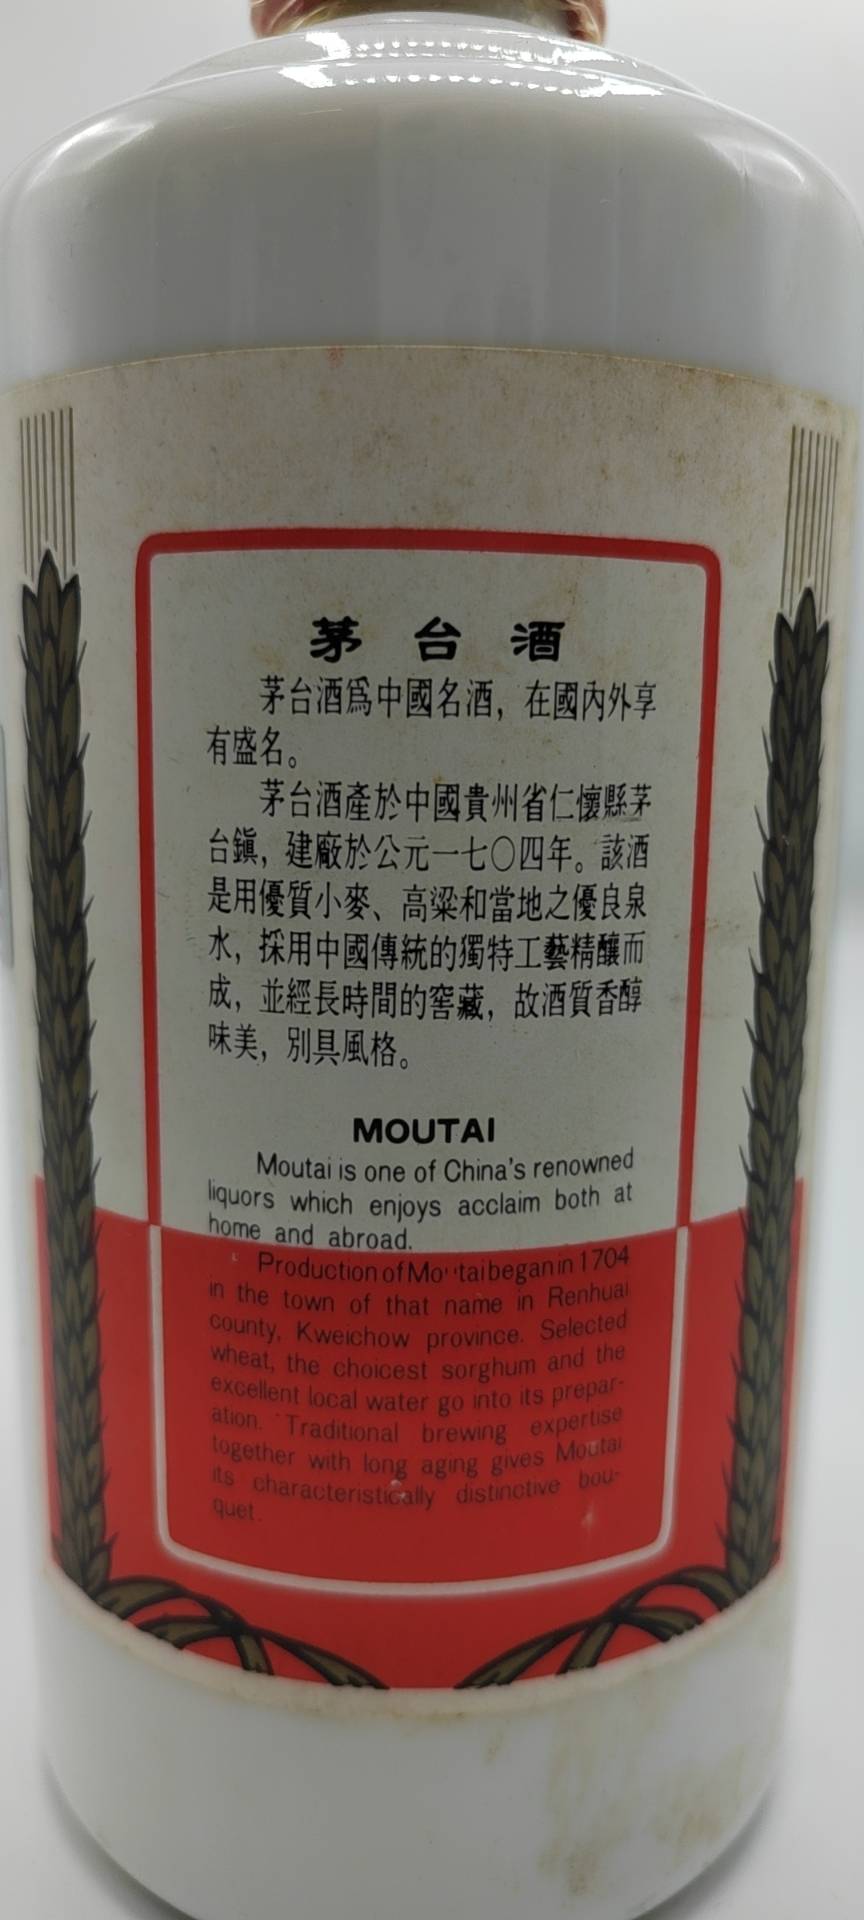 茅台酒
茅台酒爲中國名酒，在國內外享
有盛名。
茅台酒產於中國貴州省仁懷縣茅
台鎭，建廠於公元一七〇四年。該酒
是用優質小麥、高粱和當地之優良泉
水，採用中國傳統的獨特工藝精釀而
成，並經長時間的窖藏，故酒質香醇
味美，別具風格。
MOUTAI
Moutai is one of China's renowned
liquors which enjoys acclaim both at
home and abroad.
Production of Moutai began in 1704
in the town of that name in Renhuai
county, Kweichow province. Selected
wheat, the choicest sorghum and the
excellent local water go into its prepar-
ation. Traditional brewing expertise
together with long aging gives Moutai
its characteristically distinctive bou-
quet.